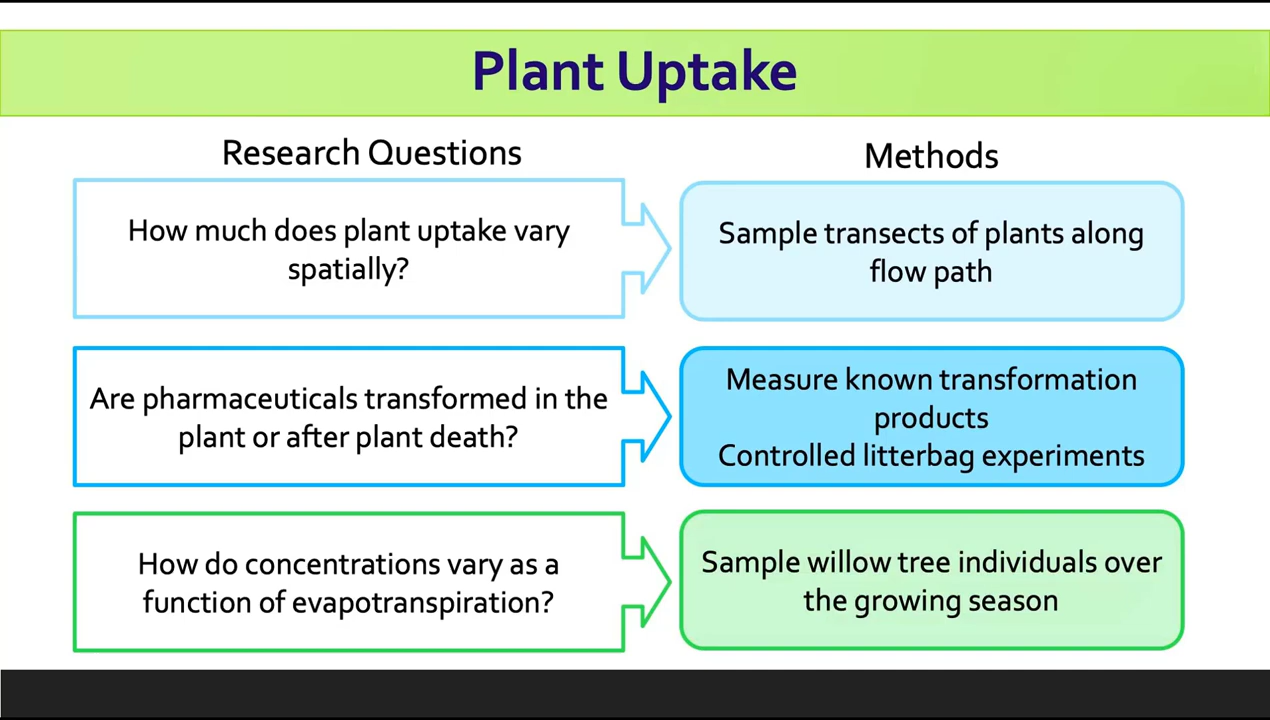 Plant Uptake
Research Questions
Methods
How much does plant uptake vary
spatially?
Sample transects of plants along
flow path
Are pharmaceuticals transformed in the
plant or after plant death?
Measure known transformation
products
Controlled litterbag experiments
How do concentrations vary as a
function of evapotranspiration?
Sample willow tree individuals over
the growing season